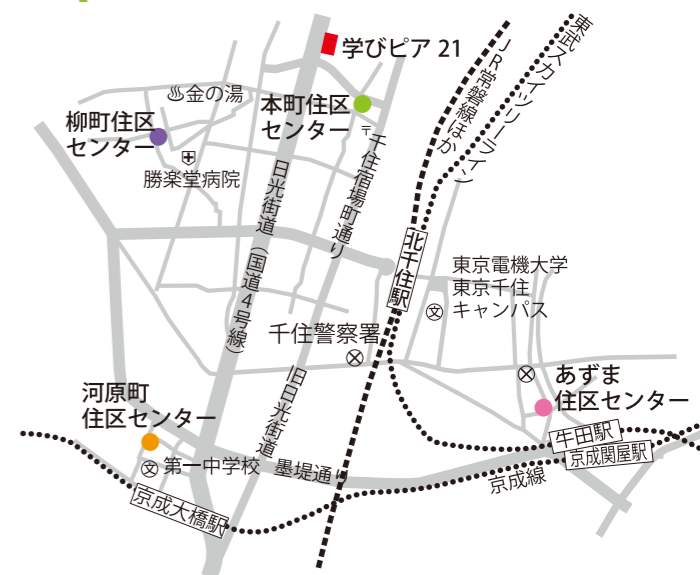 学びピア 21
東武スカイツリーライン
JR常磐線ほか
♨金の湯
本町住区
センター
柳町住区
センター
〒
千住宿場町通り
勝楽堂病院
日光街道(国道4号線)
北千住駅
東京電機大学
東京千住
キャンパス
文
千住警察署
旧日光街道
あずま
住区センター
河原町
住区センター
牛田駅
京成関屋駅
文 第一中学校
墨堤通り
京成線
京成大橋駅